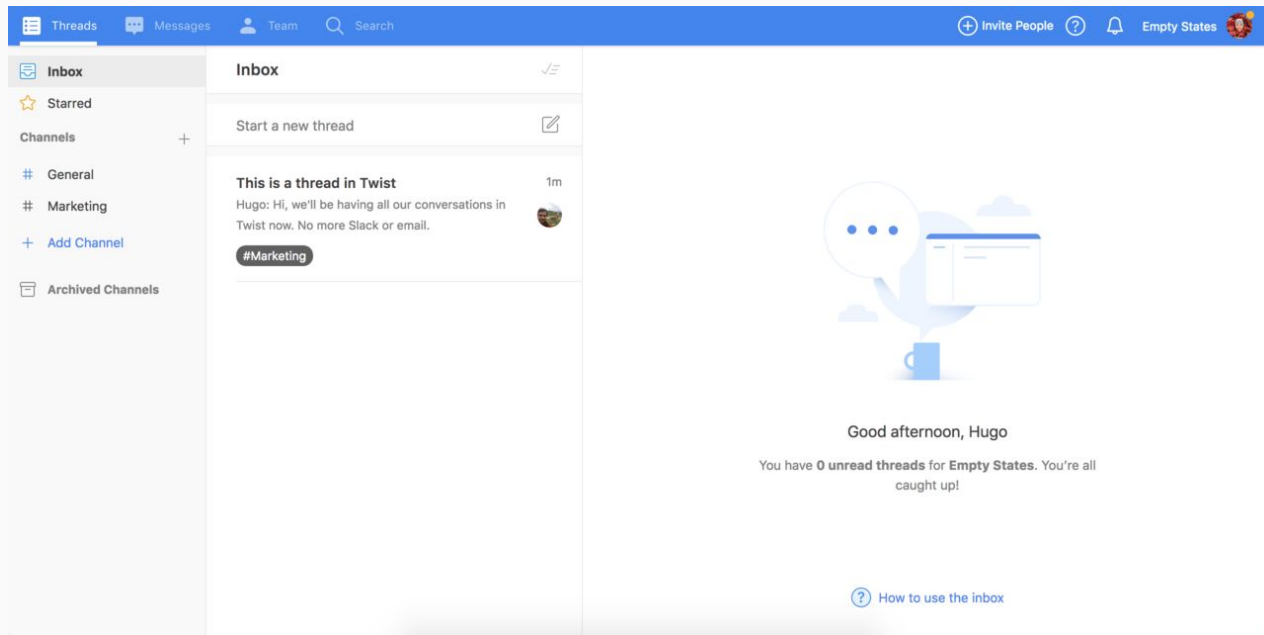 Threads
Messages
Team
Search
Invite People
Empty States
Inbox
Starred
Channels
# General
# Marketing
+ Add Channel
Archived Channels
Inbox
Start a new thread
This is a thread in Twist
1m
Hugo: Hi, we'll be having all our conversations in
Twist now. No more Slack or email.
#Marketing
Good afternoon, Hugo
You have 0 unread threads for Empty States. You're all
caught up!
How to use the inbox